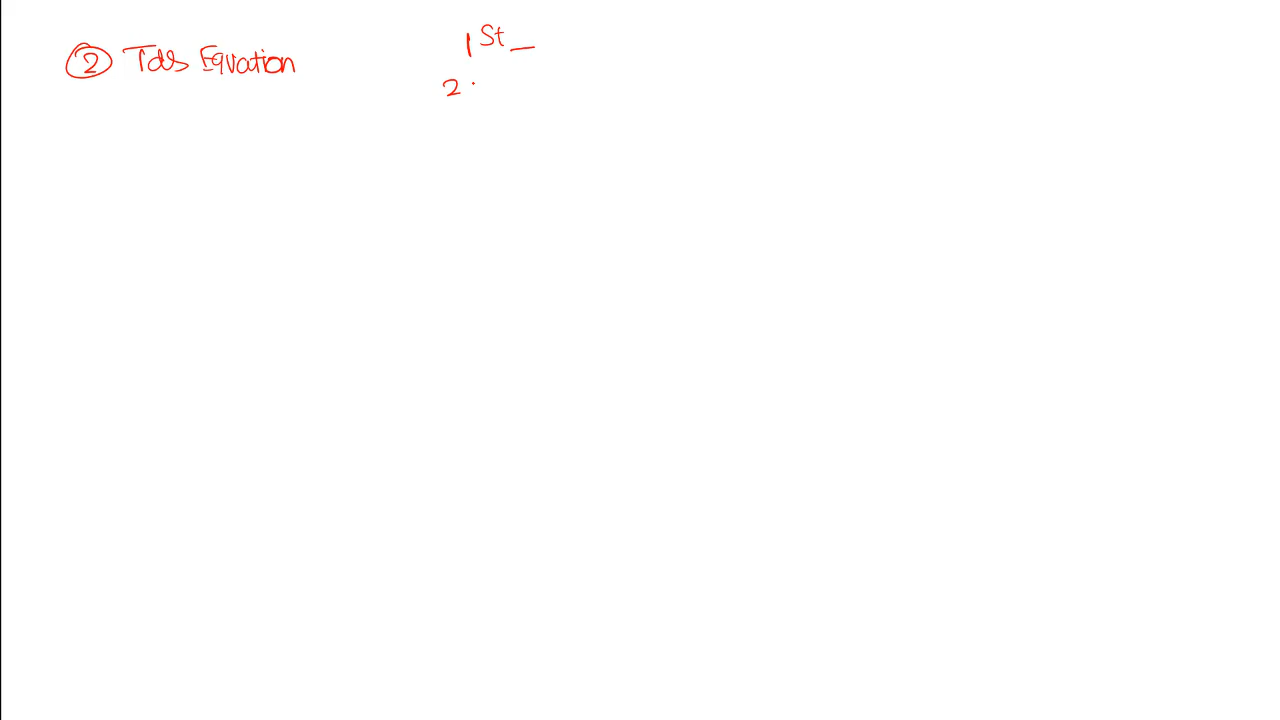 ② Tds Equation
1st _
2.